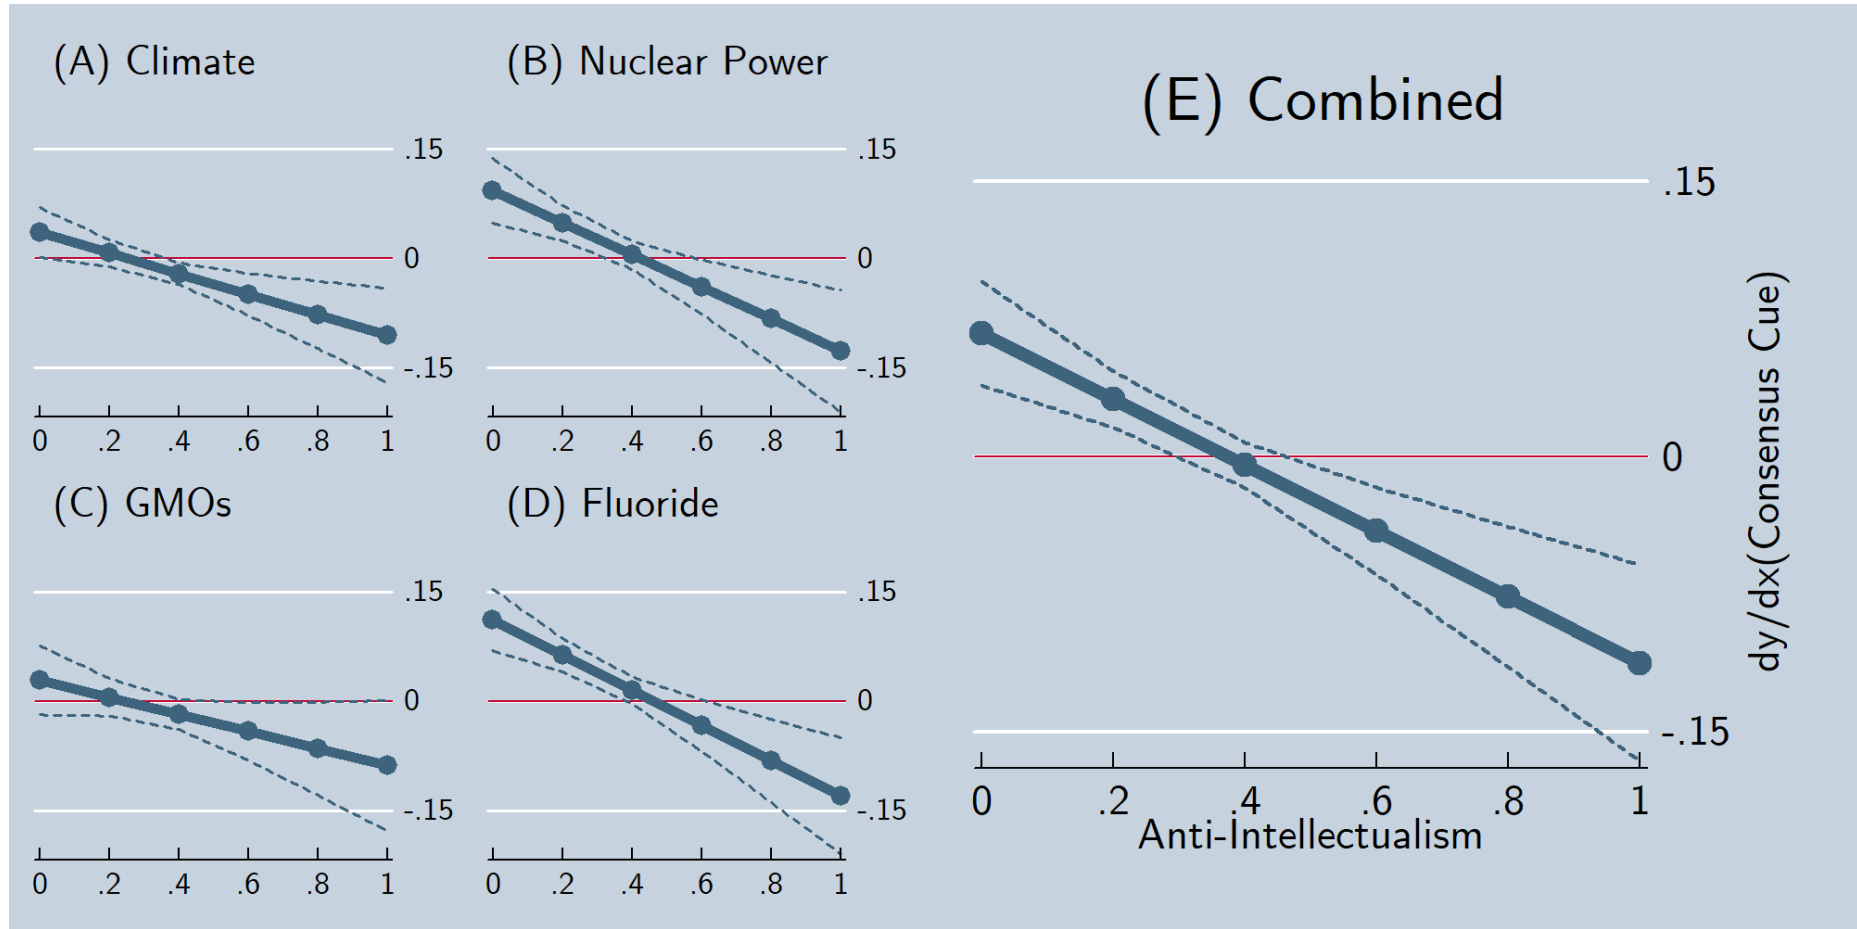 (A) Climate
.15
0
-.15
0 .2 .4 .6 .8 1
(B) Nuclear Power
.15
0
-.15
0 .2 .4 .6 .8 1
(C) GMOs
.15
0
-.15
0 .2 .4 .6 .8 1
(D) Fluoride
.15
0
-.15
0 .2 .4 .6 .8 1
(E) Combined
.15
0
-.15
0 .2 .4 .6 .8 1
Anti-Intellectualism
dy/dx(Consensus Cue)